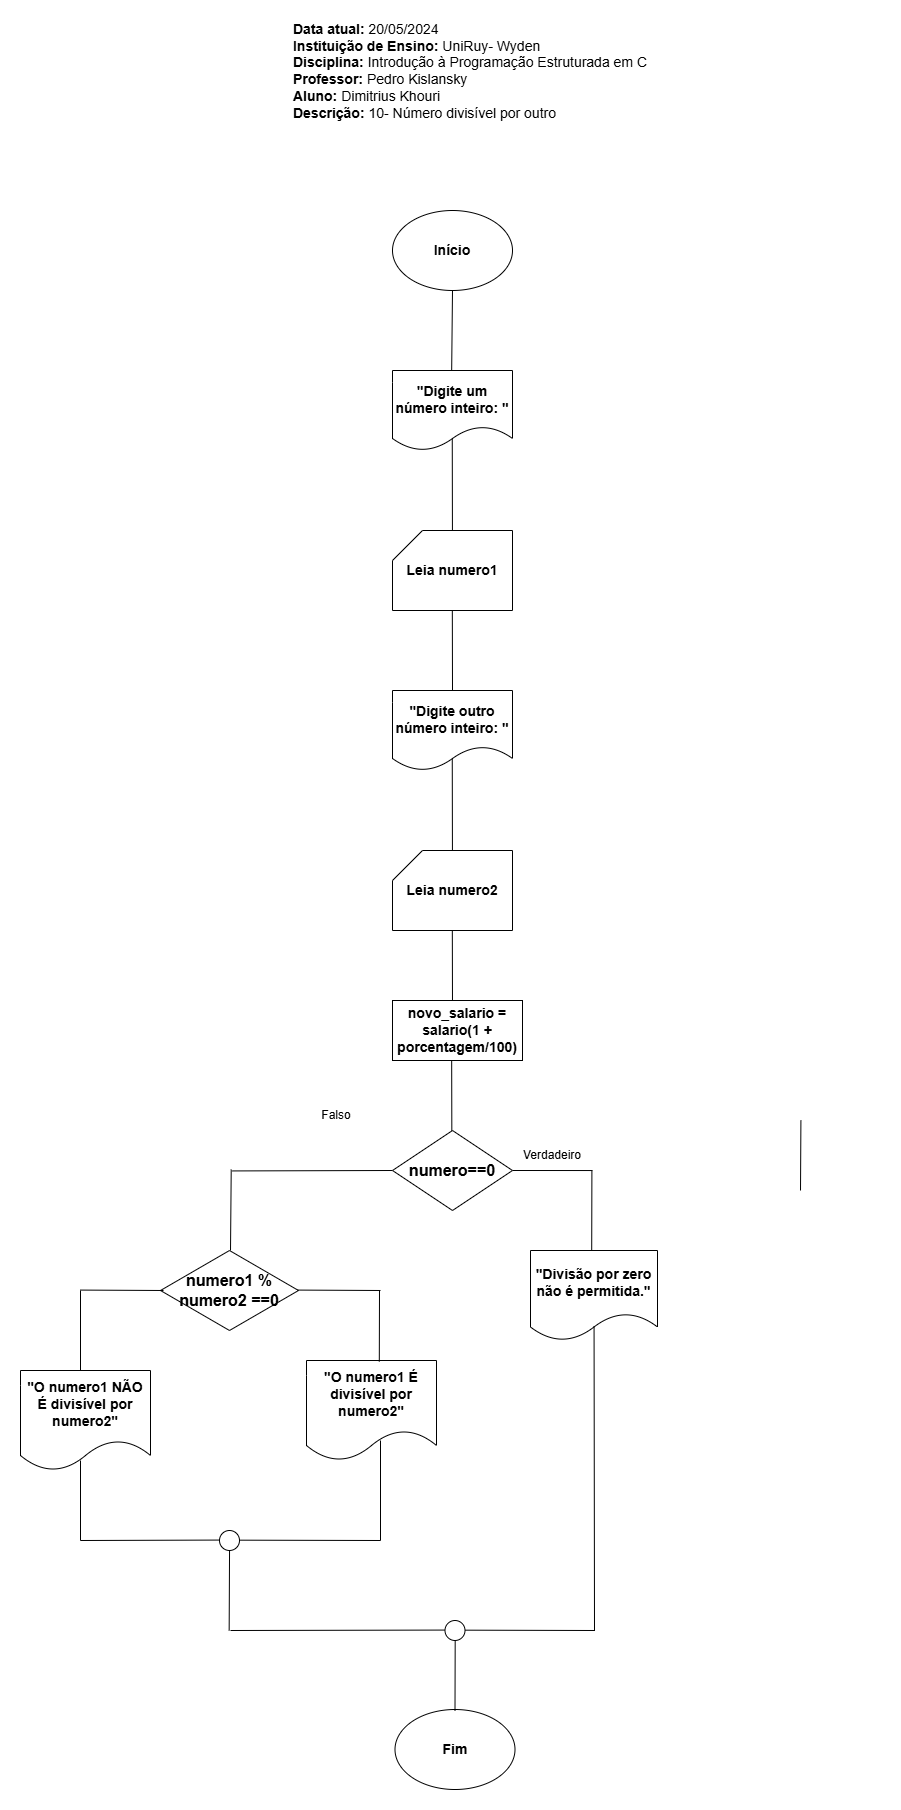 Data atual: 20/05/2024
Instituição de Ensino: UniRuy- Wyden
Disciplina: Introdução à Programação Estruturada em C
Professor: Pedro Kislansky
Aluno: Dimitrius Khouri
Descrição: 10- Número divisível por outro
Início
"Digite um
número inteiro: "
Leia numero1
"Digite outro
número inteiro: "
Leia numero2
novo_salario =
salario(1 +
porcentagem/100)
Falso
numero==0
Verdadeiro
numero1 %
numero2 ==0
"Divisão por zero
não é permitida."
"O numero1 NÃO
É divisível por
numero2"
"O numero1 É
divisível por
numero2"
Fim